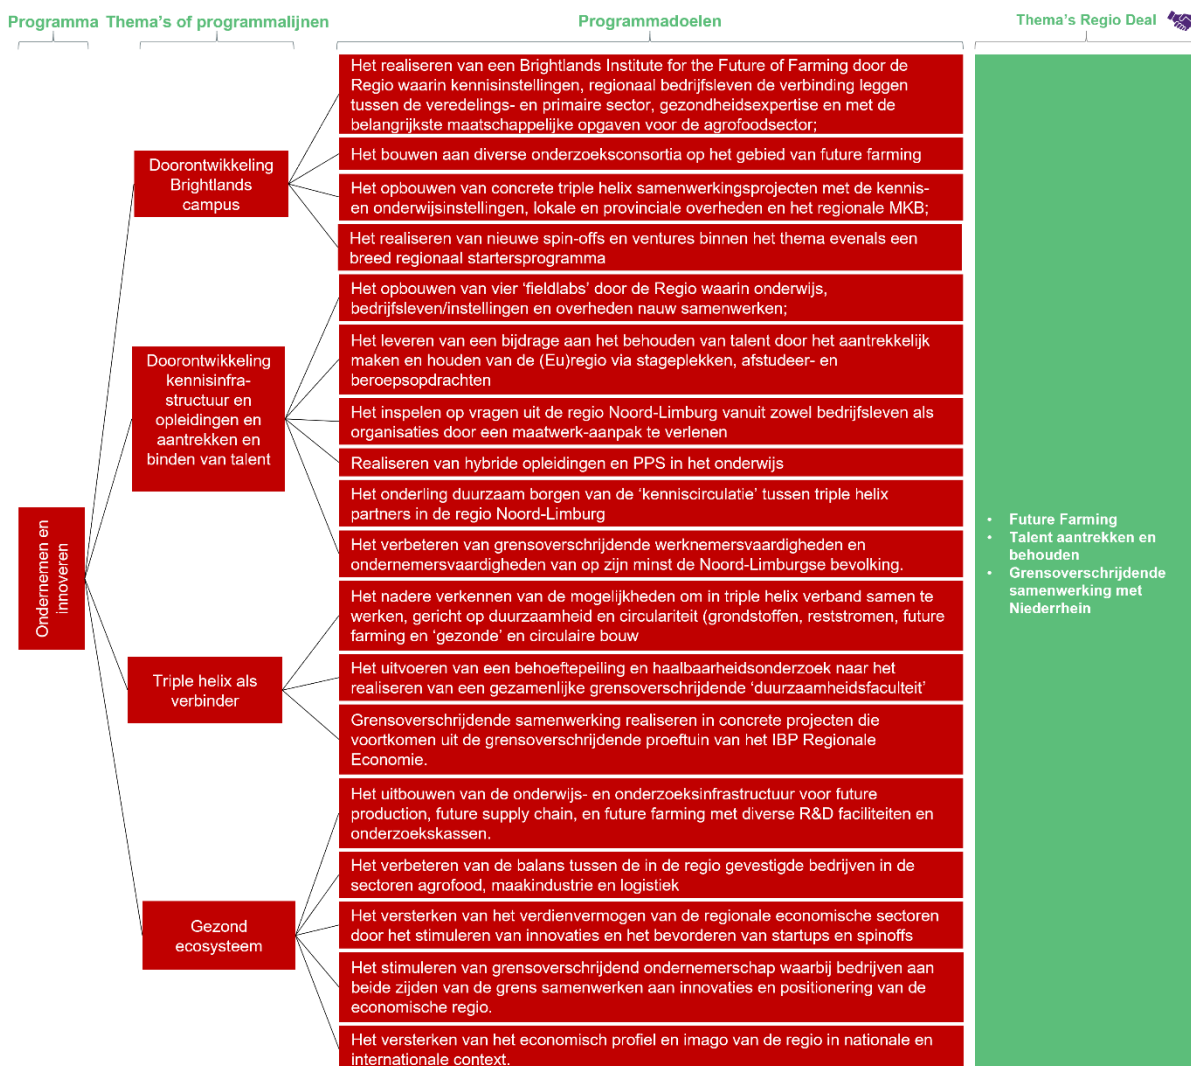 Programma
Thema's of programmalijnen
Programmadoelen
Thema's Regio Deal
Ondernemen en
innoveren
Doorontwikkeling
Brightlands
campus
Het realiseren van een Brightlands Institute for the Future of Farming door de
Regio waarin kennisinstellingen, regionaal bedrijfsleven de verbinding leggen
tussen de veredelings- en primaire sector, gezondheidsexpertise en met de
belangrijkste maatschappelijke opgaven voor de agrofoodsector;
Het bouwen aan diverse onderzoeksconsortia op het gebied van future farming
Het opbouwen van concrete triple helix samenwerkingsprojecten met de kennis-
en onderwijsinstellingen, lokale en provinciale overheden en het regionale MKB;
Het realiseren van nieuwe spin-offs en ventures binnen het thema evenals een
breed regionaal startersprogramma
Doorontwikkeling
kennisinfra-
structuur en
opleidingen en
aantrekken en
binden van talent
Het opbouwen van vier ‘fieldlabs’ door de Regio waarin onderwijs,
bedrijfsleven/instellingen en overheden nauw samenwerken;
Het leveren van een bijdrage aan het behouden van talent door het aantrekkelijk
maken en houden van de (Eu)regio via stageplekken, afstudeer- en
beroepsopdrachten
Het inspelen op vragen uit de regio Noord-Limburg vanuit zowel bedrijfsleven als
organisaties door een maatwerk-aanpak te verlenen
Realiseren van hybride opleidingen en PPS in het onderwijs
Het onderling duurzaam borgen van de ‘kenniscirculatie’ tussen triple helix
partners in de regio Noord-Limburg
Het verbeteren van grensoverschrijdende werknemersvaardigheden en
ondernemersvaardigheden van op zijn minst de Noord-Limburgse bevolking.
Triple helix als
verbinder
Het nadere verkennen van de mogelijkheden om in triple helix verband samen te
werken, gericht op duurzaamheid en circulariteit (grondstoffen, reststromen, future
farming en ‘gezonde’ en circulaire bouw
Het uitvoeren van een behoeftepeiling en haalbaarheidsonderzoek naar het
realiseren van een gezamenlijke grensoverschrijdende ‘duurzaamheidsfaculteit’
Grensoverschrijdende samenwerking realiseren in concrete projecten die
voortkomen uit de grensoverschrijdende proeftuin van het IBP Regionale
Economie.
Gezond
ecosysteem
Het uitbouwen van de onderwijs- en onderzoeksinfrastructuur voor future
production, future supply chain, en future farming met diverse R&D faciliteiten en
onderzoekskassen.
Het verbeteren van de balans tussen de in de regio gevestigde bedrijven in de
sectoren agrofood, maakindustrie en logistiek
Het versterken van het verdienvermogen van de regionale economische sectoren
door het stimuleren van innovaties en het bevorderen van startups en spinoffs
Het stimuleren van grensoverschrijdend ondernemerschap waarbij bedrijven aan
beide zijden van de grens samenwerken aan innovaties en positionering van de
economische regio.
Het versterken van het economisch profiel en imago van de regio in nationale en
internationale context.
• Future Farming
• Talent aantrekken en
behouden
• Grensoverschrijdende
samenwerking met
Niederrhein